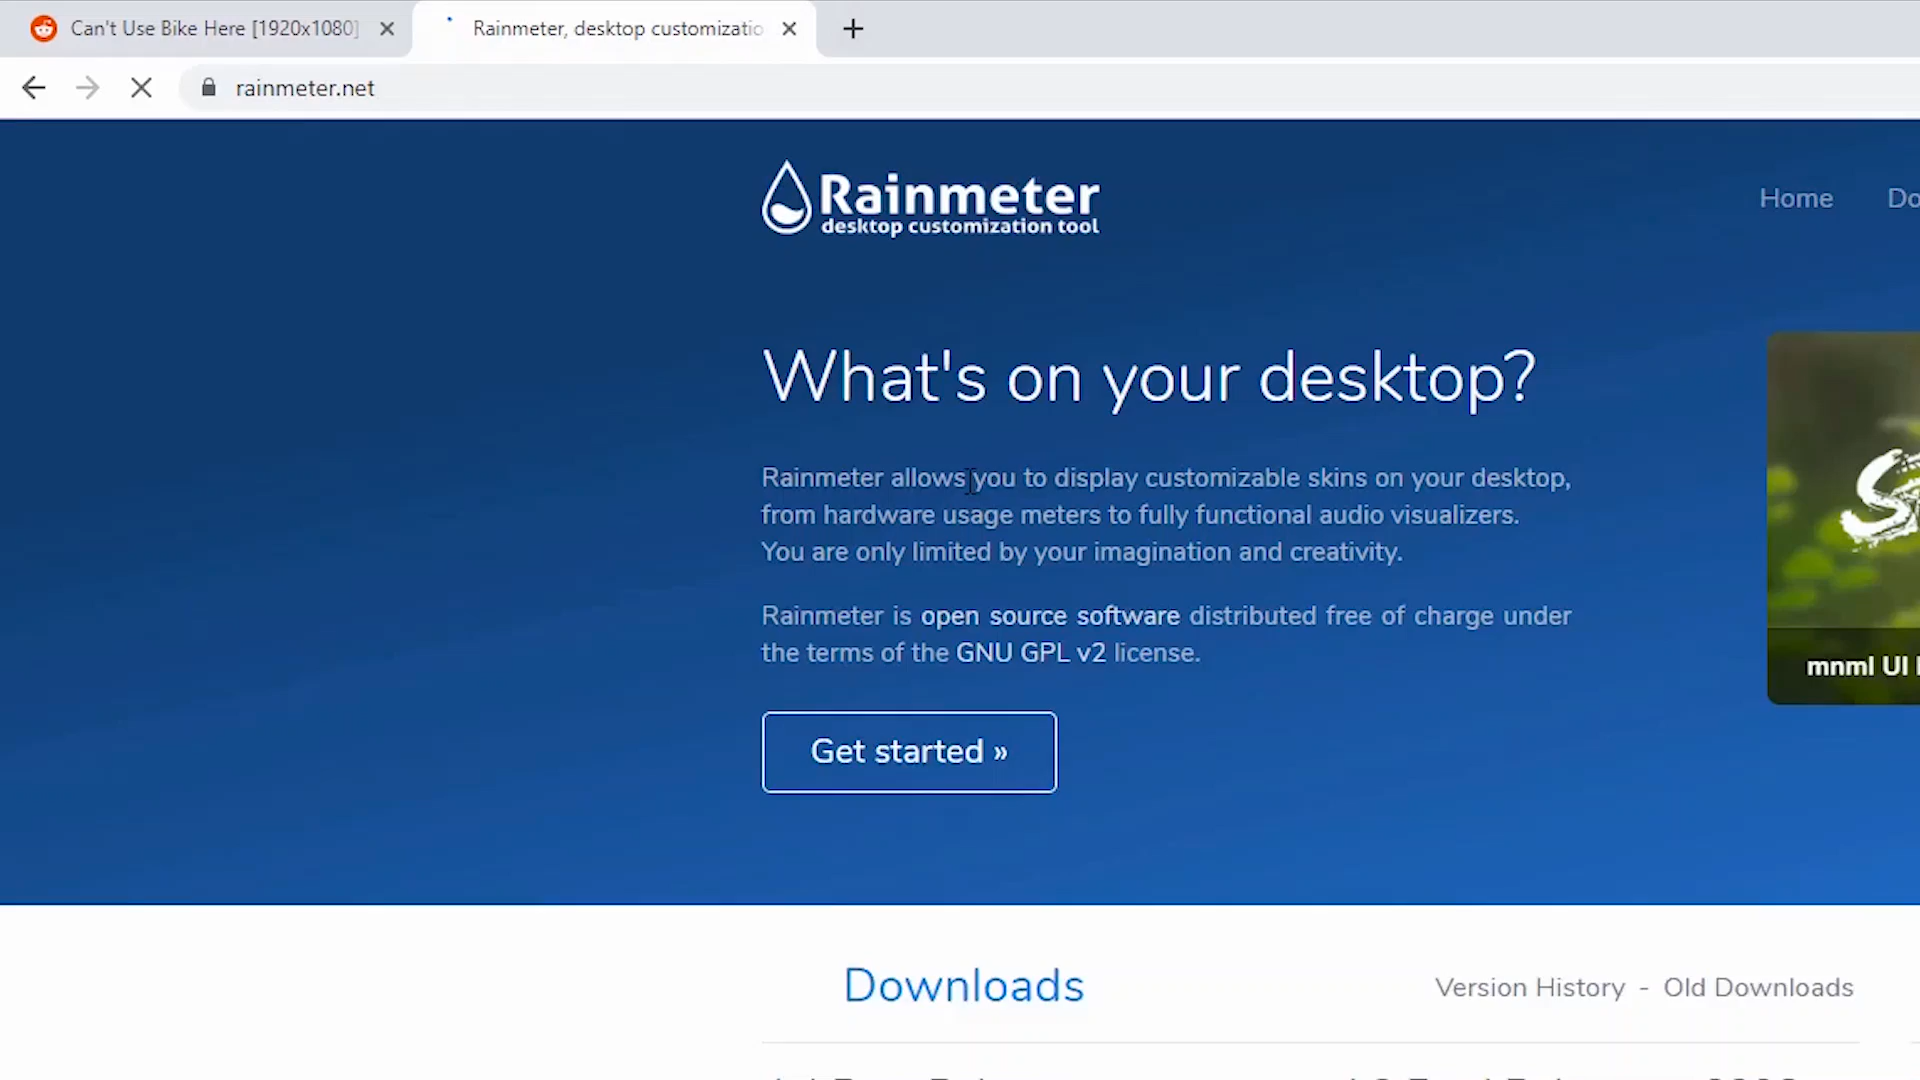 Can't Use Bike Here [1920x1080]
Rainmeter, desktop customizatio
rainmeter.net
Rainmeter
desktop customization tool
Home
Do
What's on your desktop?
Rainmeter allows you to display customizable skins on your desktop,
from hardware usage meters to fully functional audio visualizers.
You are only limited by your imagination and creativity.
Rainmeter is open source software distributed free of charge under
the terms of the GNU GPL v2 license.
mnml UI
Get started »
Downloads
Version History - Old Downloads